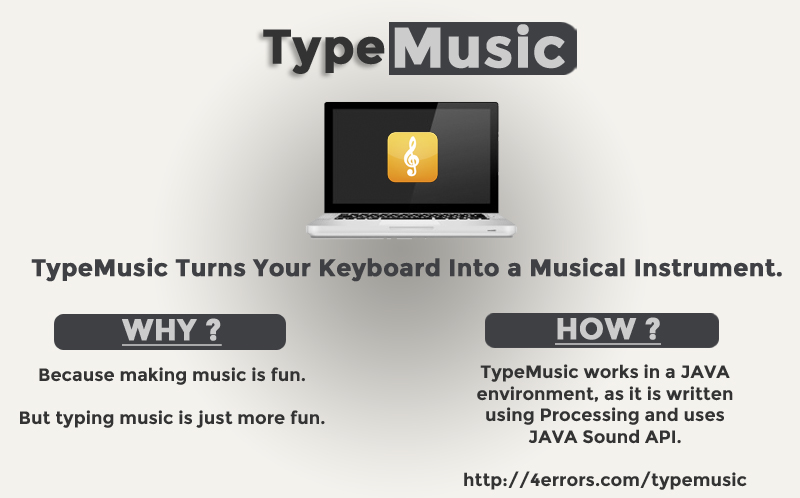 TypeMusic
TypeMusic Turns Your Keyboard Into a Musical Instrument.
WHY ?
Because making music is fun.
But typing music is just more fun.
HOW ?
TypeMusic works in a JAVA
environment, as it is written
using Processing and uses
JAVA Sound API.
http://4errors.com/typemusic